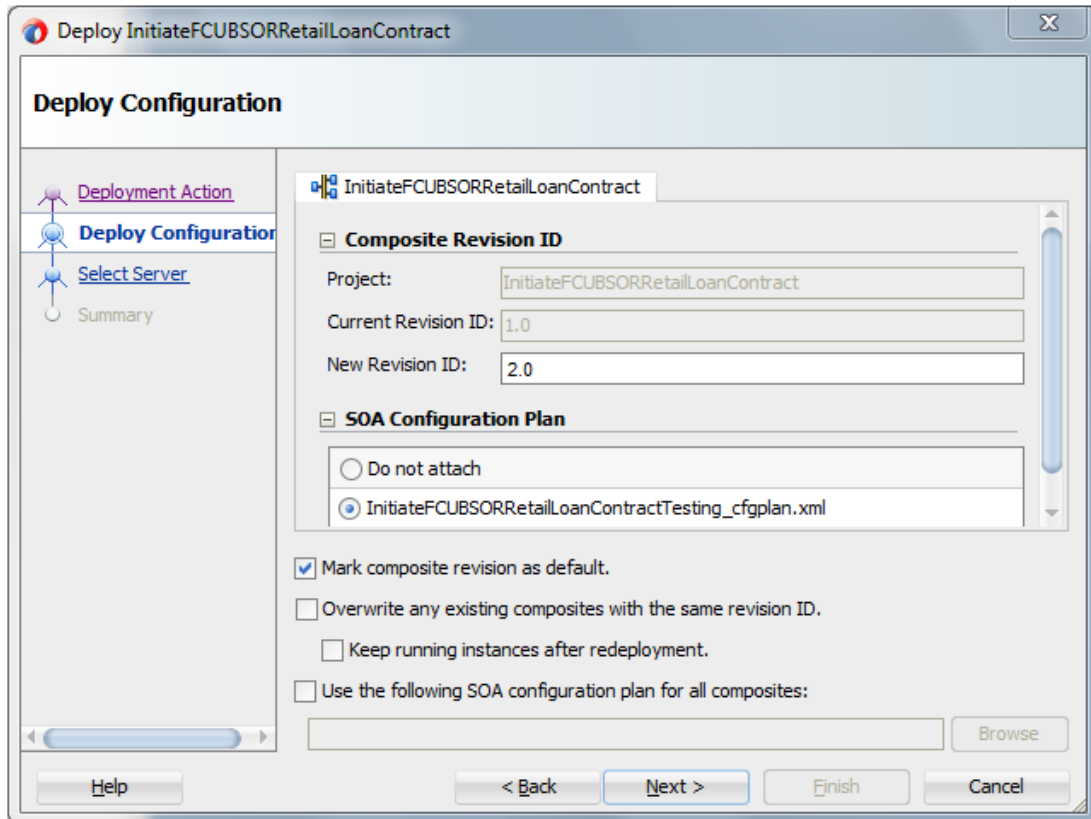 Deploy InitiateFCUBSORRetailLoanContract
Deploy Configuration
Deployment Action
Deploy Configuration
Select Server
Summary
InitiateFCUBSORRetailLoanContract
Composite Revision ID
Project: InitiateFCUBSORRetailLoanContract
Current Revision ID: 1.0
New Revision ID: 2.0
SOA Configuration Plan
Do not attach
InitiateFCUBSORRetailLoanContractTesting_cfgplan.xml
Mark composite revision as default.
Overwrite any existing composites with the same revision ID.
Keep running instances after redeployment.
Use the following SOA configuration plan for all composites:
Browse
Help < Back Next > Finish Cancel